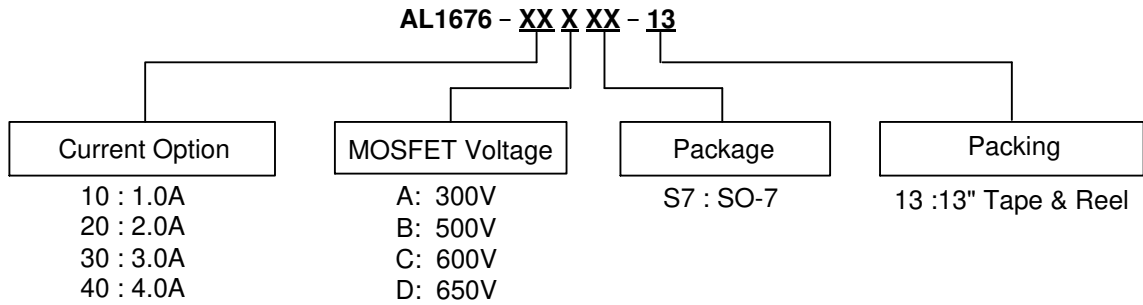 AL1676 – XX X XX – 13
Current Option
MOSFET Voltage
Package
Packing
10 : 1.0A
20 : 2.0A
30 : 3.0A
40 : 4.0A
A: 300V
B: 500V
C: 600V
D: 650V
S7 : SO-7
13 :13" Tape & Reel